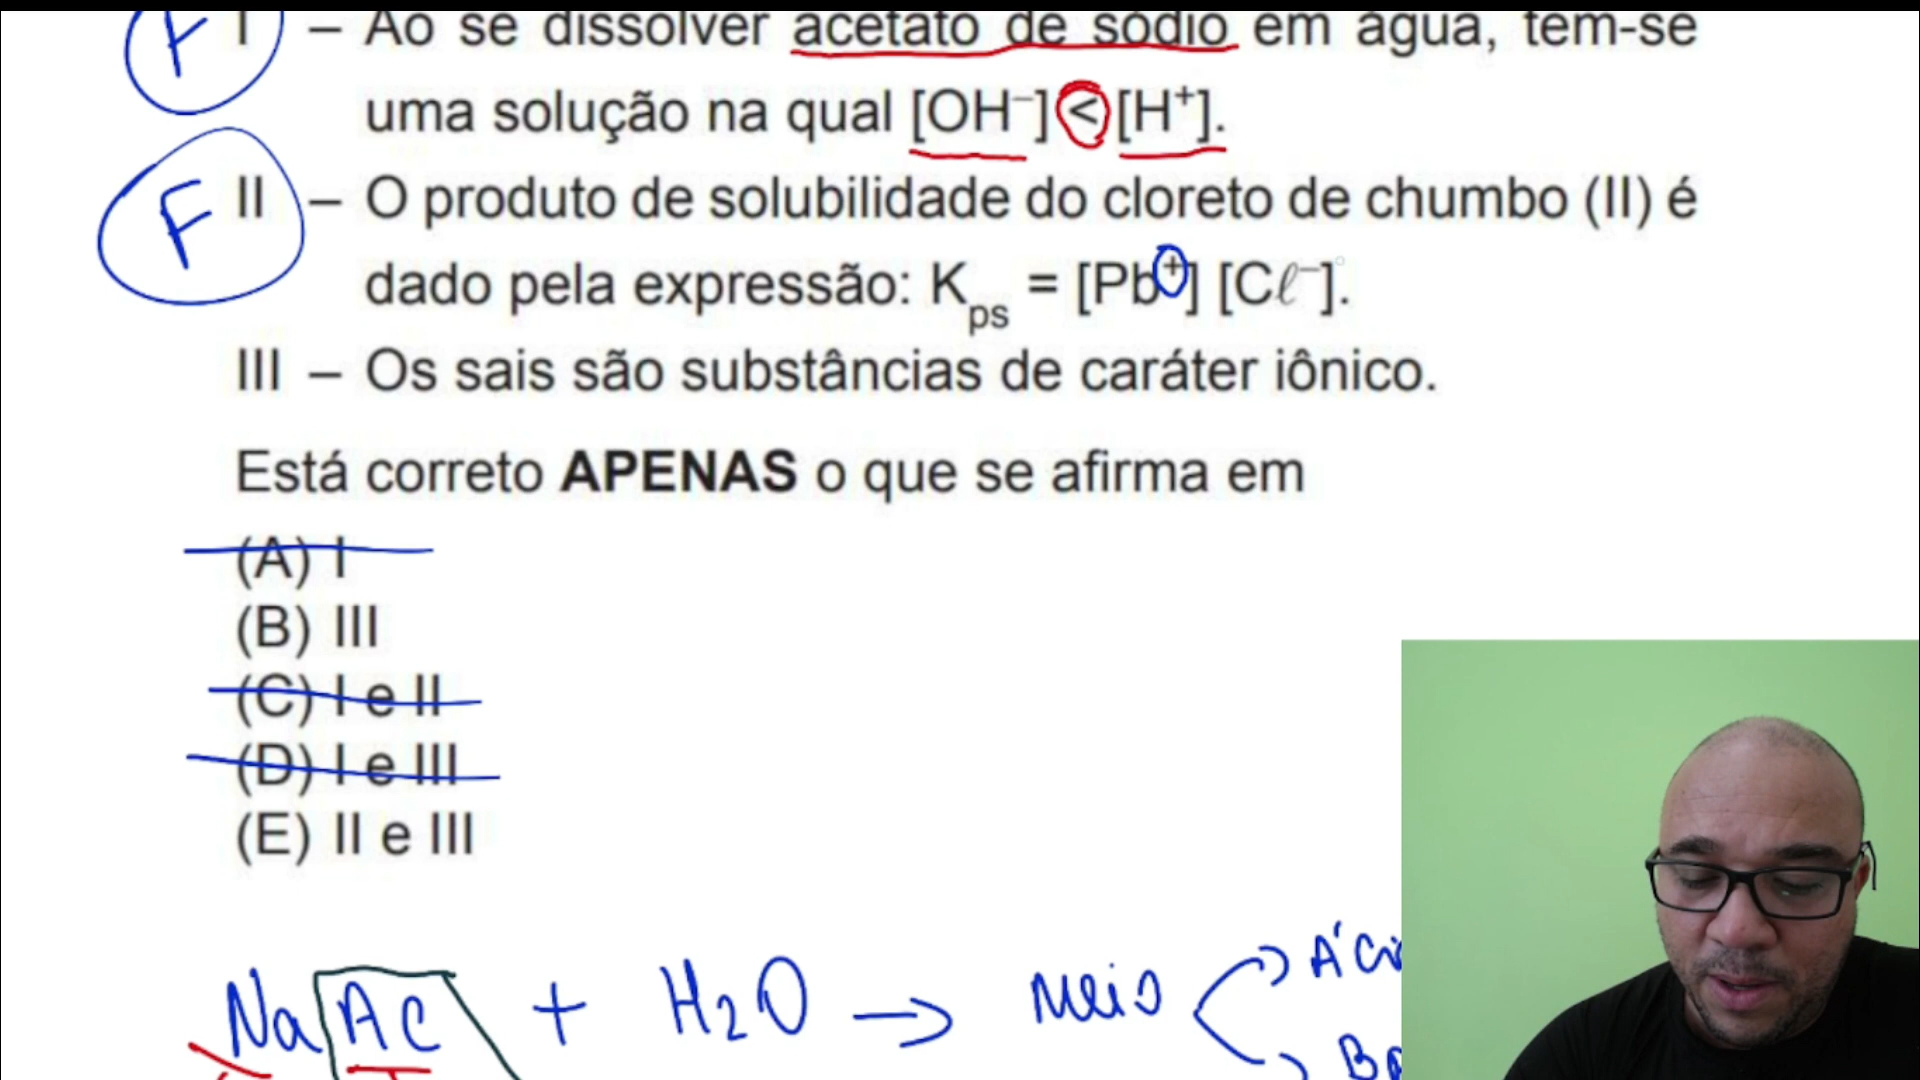 F I – Ao se dissolver acetato de sódio em água, tem-se
uma solução na qual [OH⁻] < [H⁺].
F II – O produto de solubilidade do cloreto de chumbo (II) é
dado pela expressão: Kps = [Pb⁺] [Cℓ⁻].
III – Os sais são substâncias de caráter iônico.
Está correto APENAS o que se afirma em
(A) I
(B) III
(C) I e II
(D) I e III
(E) II e III
NaAc + H₂O → Meio